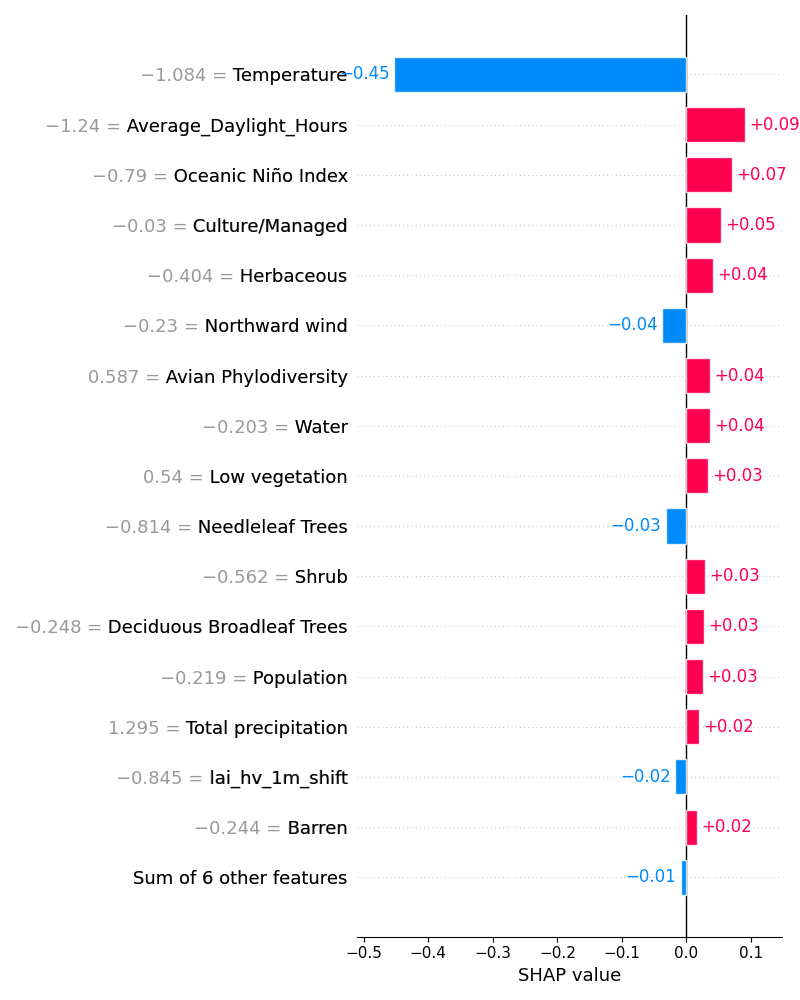 −1.084 = Temperature −0.45
−1.24 = Average_Daylight_Hours +0.09
−0.79 = Oceanic Niño Index +0.07
−0.03 = Culture/Managed +0.05
−0.404 = Herbaceous +0.04
−0.23 = Northward wind −0.04
0.587 = Avian Phylodiversity +0.04
−0.203 = Water +0.04
0.54 = Low vegetation +0.03
−0.814 = Needleleaf Trees −0.03
−0.562 = Shrub +0.03
−0.248 = Deciduous Broadleaf Trees +0.03
−0.219 = Population +0.03
1.295 = Total precipitation +0.02
−0.845 = lai_hv_1m_shift −0.02
−0.244 = Barren +0.02
Sum of 6 other features −0.01
−0.5 −0.4 −0.3 −0.2 −0.1 0.0 0.1
SHAP value